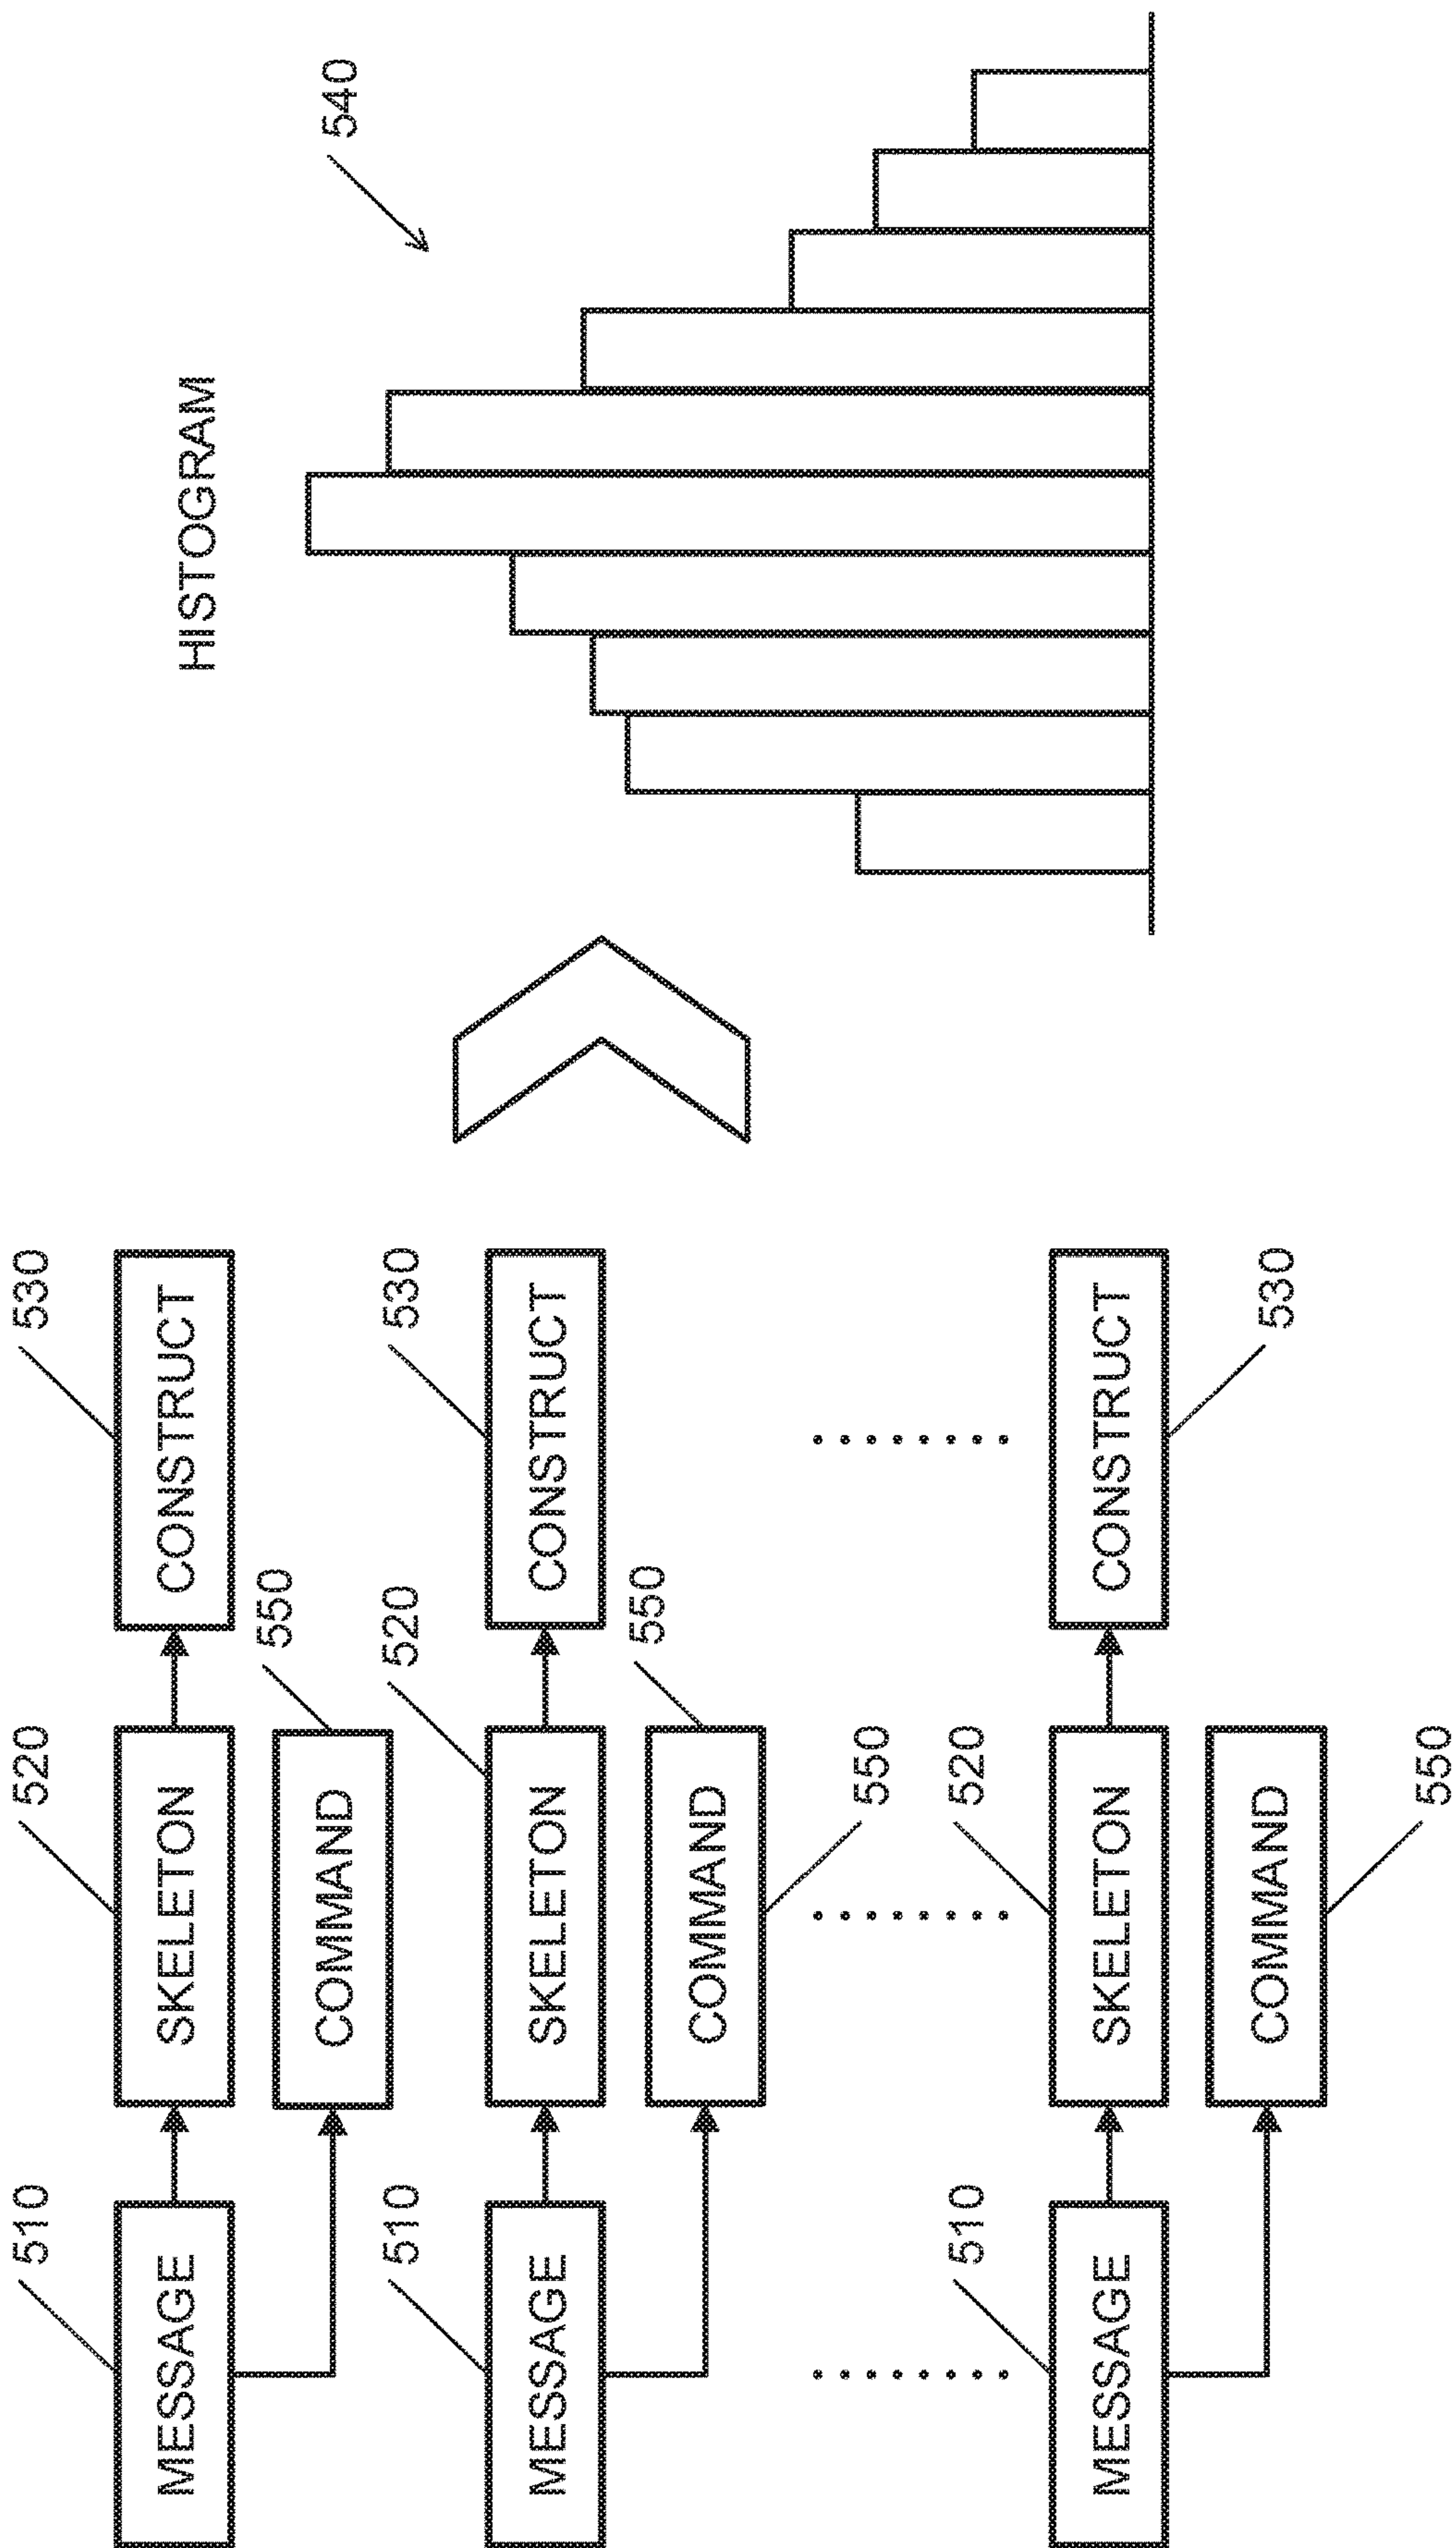 510 520 530
MESSAGE SKELETON CONSTRUCT
HISTOGRAM
550
COMMAND
540
510 520 530
MESSAGE SKELETON CONSTRUCT
550
COMMAND
550
510 520
MESSAGE SKELETON CONSTRUCT
COMMAND
530
550